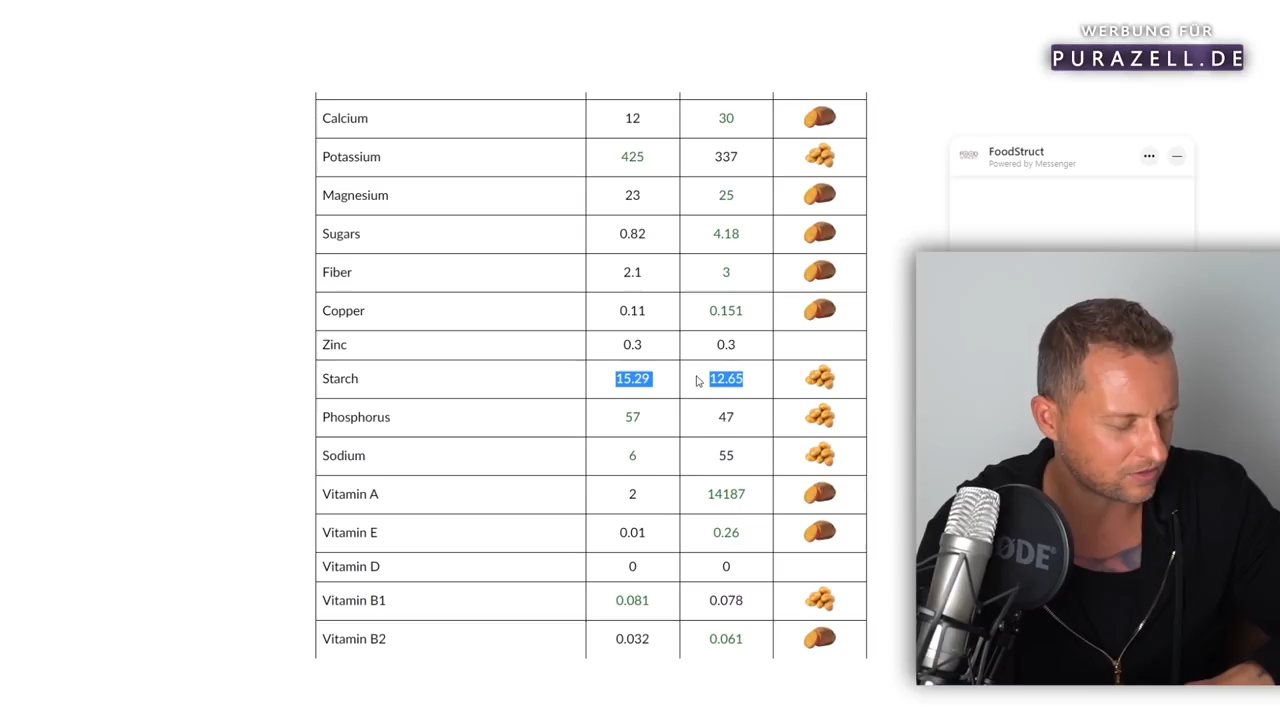 WERBUNG FÜR
PURAZELL.DE
Calcium 12 30
Potassium 425 337
Magnesium 23 25
Sugars 0.82 4.18
Fiber 2.1 3
Copper 0.11 0.151
Zinc 0.3 0.3
Starch 15.29 12.65
Phosphorus 57 47
Sodium 6 55
Vitamin A 2 14187
Vitamin E 0.01 0.26
Vitamin D 0 0
Vitamin B1 0.081 0.078
Vitamin B2 0.032 0.061
FoodStruct
Powered by Messenger
RØDE